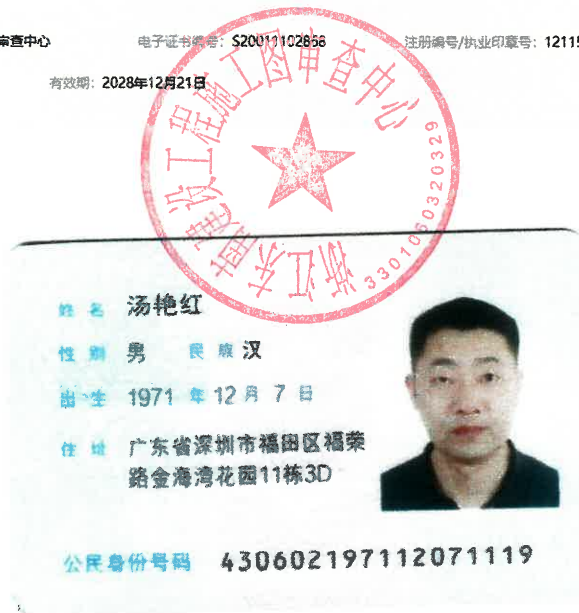 审查中心 电子证书编号：S20011102868 注册编号/执业印章号：12115
有效期：2028年12月21日
浙江东南建设工程施工图审查中心
3301060320329
姓名 汤艳红
性别 男 民族 汉
出生 1971 年 12 月 7 日
住址 广东省深圳市福田区福荣
路金海湾花园11栋3D
公民身份号码 430602197112071119